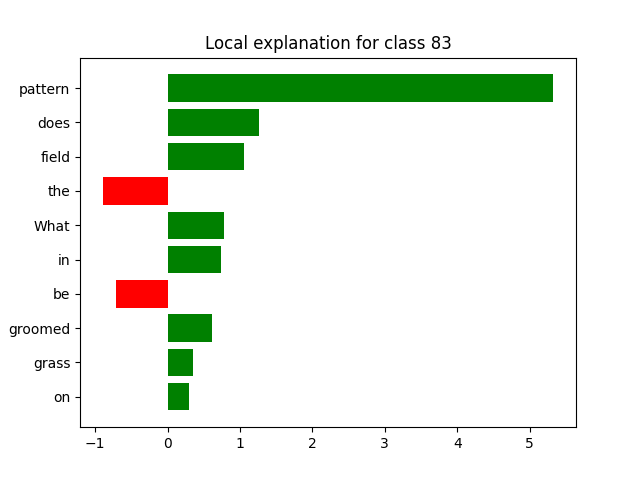 Local explanation for class 83
pattern
does
field
the
What
in
be
groomed
grass
on
−1 0 1 2 3 4 5